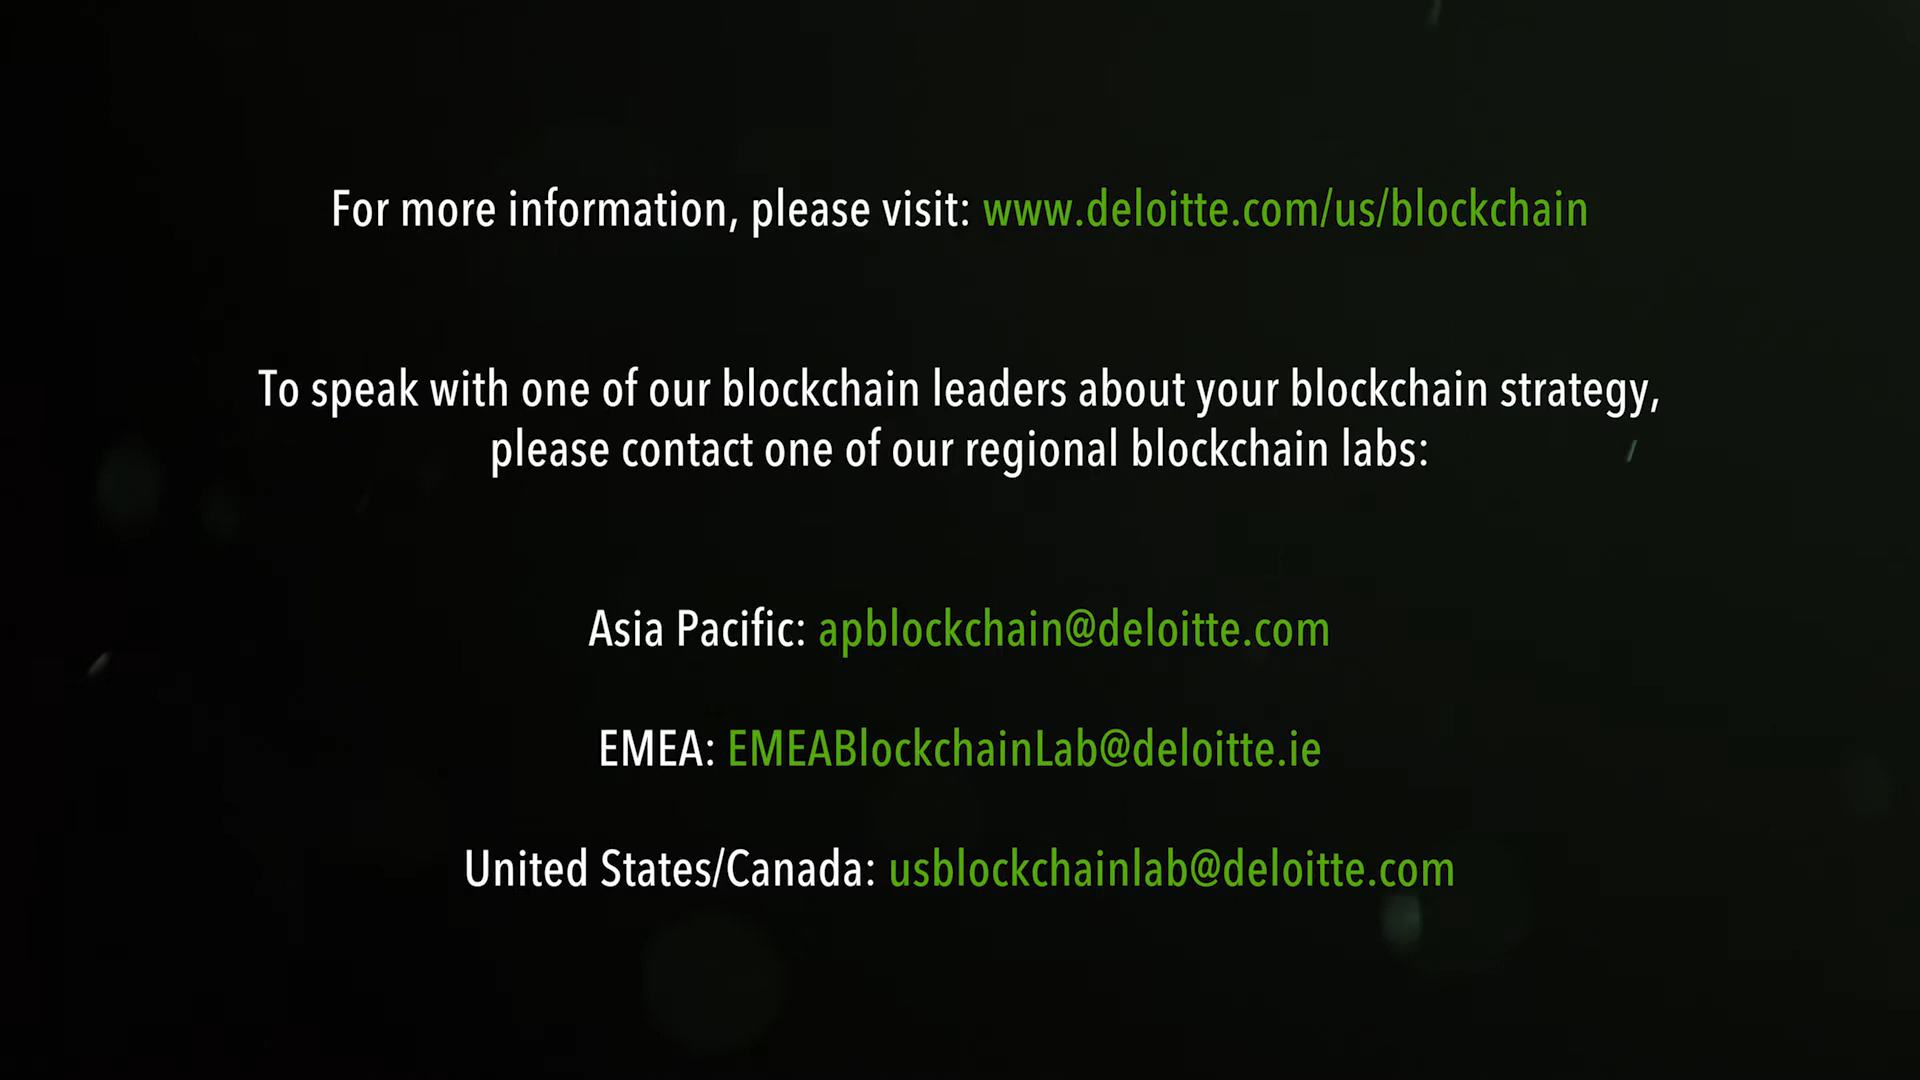 For more information, please visit: www.deloitte.com/us/blockchain
To speak with one of our blockchain leaders about your blockchain strategy,
please contact one of our regional blockchain labs:
Asia Pacific: apblockchain@deloitte.com
EMEA: EMEABlockchainLab@deloitte.ie
United States/Canada: usblockchainlab@deloitte.com